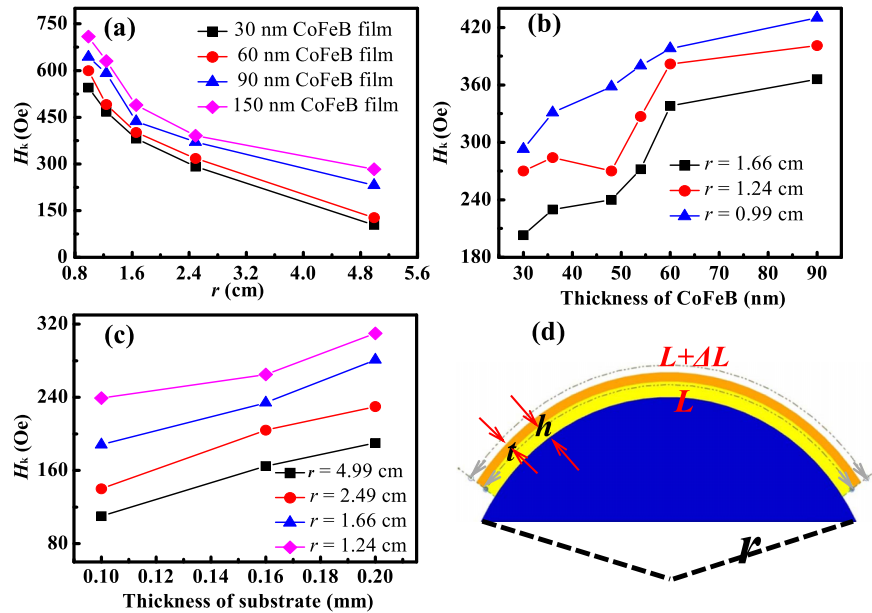 (a)
30 nm CoFeB film
60 nm CoFeB film
90 nm CoFeB film
150 nm CoFeB film
Hk(Oe)
750
600
450
300
150
0
0.8 1.6 2.4 3.2 4.0 4.8 5.6
r (cm)
(b)
Hk(Oe)
420
360
300
240
180
r = 1.66 cm
r = 1.24 cm
r = 0.99 cm
30 40 50 60 70 80 90
Thickness of CoFeB (nm)
(c)
Hk(Oe)
320
240
160
80
r = 4.99 cm
r = 2.49 cm
r = 1.66 cm
r = 1.24 cm
0.10 0.12 0.14 0.16 0.18 0.20
Thickness of substrate (mm)
(d)
L+ΔL
L
h
t
r